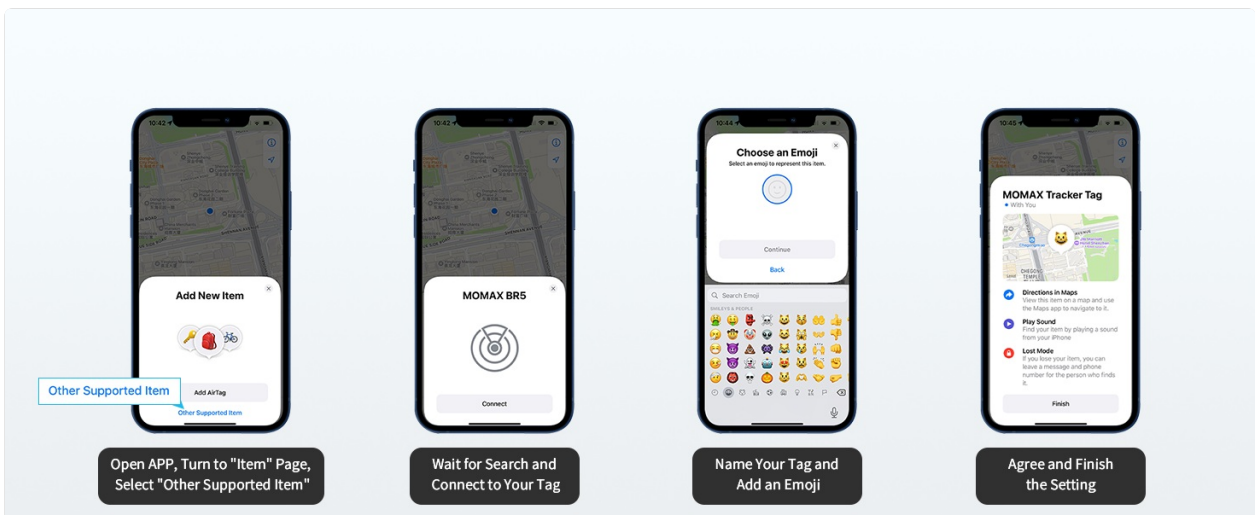 10:42
Add New Item
Add AirTag
Other Supported Item
Other Supported Item
Open APP, Turn to "Item" Page,
Select "Other Supported Item"
10:42
MOMAX BR5
Connect
Wait for Search and
Connect to Your Tag
10:44
Choose an Emoji
Select an emoji to represent this item.
Continue
Back
Search Emoji
SMILEYS & PEOPLE
Name Your Tag and
Add an Emoji
10:45
MOMAX Tracker Tag
With You
AVENUE
CHEGONG
TEMPLE
Directions in Maps
View this item on a map and use
the Maps app to navigate to it.
Play Sound
Find your item by playing a sound
from your iPhone
Lost Mode
If you lose your item, you can
leave a message and phone
number for the person who finds
it.
Finish
Agree and Finish
the Setting